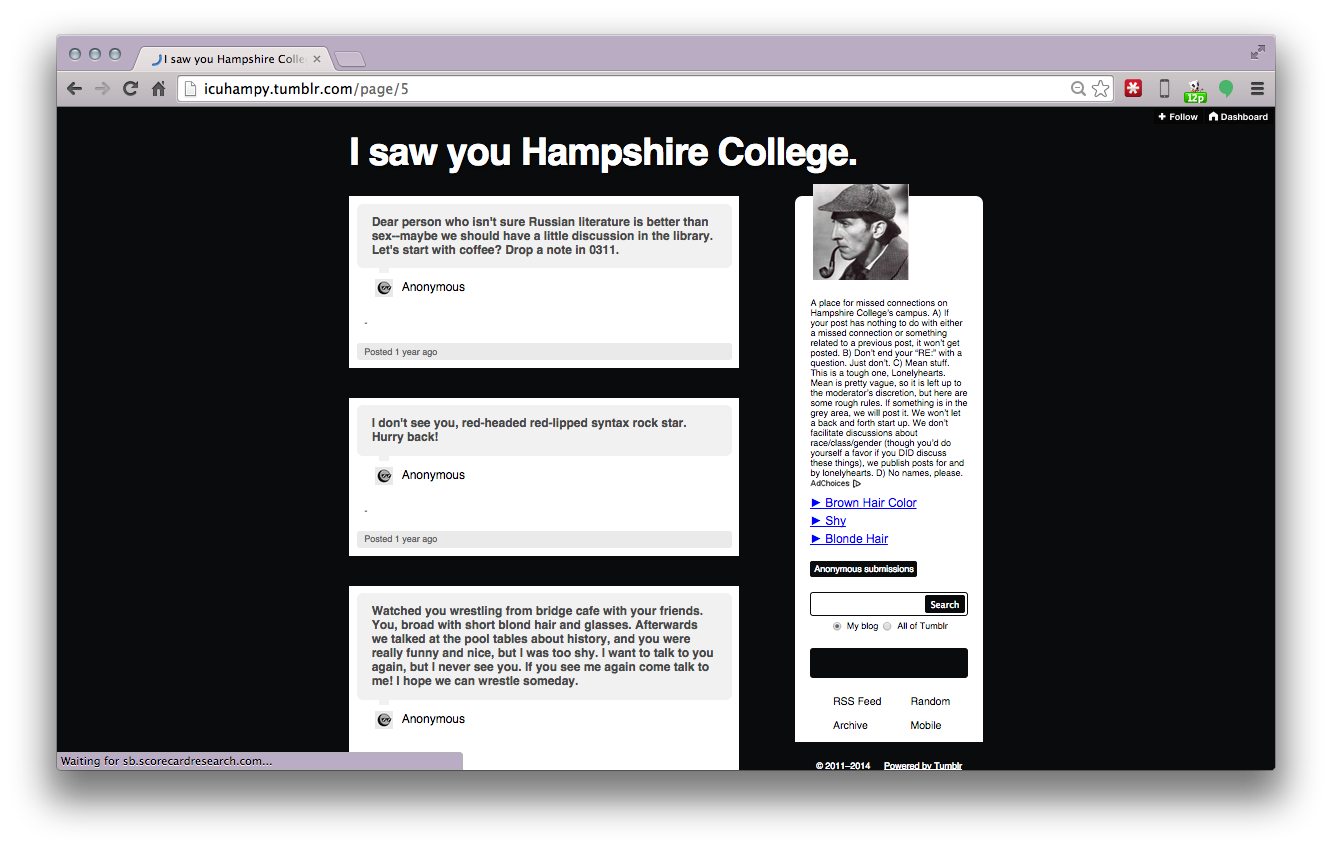 I saw you Hampshire Colle
icuhampy.tumblr.com/page/5
12p
+ Follow Dashboard
I saw you Hampshire College.
Dear person who isn't sure Russian literature is better than
sex--maybe we should have a little discussion in the library.
Let's start with coffee? Drop a note in 0311.
Anonymous
.
Posted 1 year ago
I don't see you, red-headed red-lipped syntax rock star.
Hurry back!
Anonymous
.
Posted 1 year ago
Watched you wrestling from bridge cafe with your friends.
You, broad with short blond hair and glasses. Afterwards
we talked at the pool tables about history, and you were
really funny and nice, but I was too shy. I want to talk to you
again, but I never see you. If you see me again come talk to
me! I hope we can wrestle someday.
Anonymous
A place for missed connections on
Hampshire College's campus. A) If
your post has nothing to do with either
a missed connection or something
related to a previous post, it won't get
posted. B) Don't end your “RE:” with a
question. Just don't. C) Mean stuff.
This is a tough one, Lonelyhearts.
Mean is pretty vague, so it is left up to
the moderator's discretion, but here are
some rough rules. If something is in the
grey area, we will post it. We won't let
a back and forth start up. We don't
facilitate discussions about
race/class/gender (though you'd do
yourself a favor if you DID discuss
these things), we publish posts for and
by lonelyhearts. D) No names, please.
AdChoices
► Brown Hair Color
► Shy
► Blonde Hair
Anonymous submissions
Search
My blog All of Tumblr
RSS Feed Random
Archive Mobile
© 2011–2014 Powered by Tumblr
Waiting for sb.scorecardresearch.com...